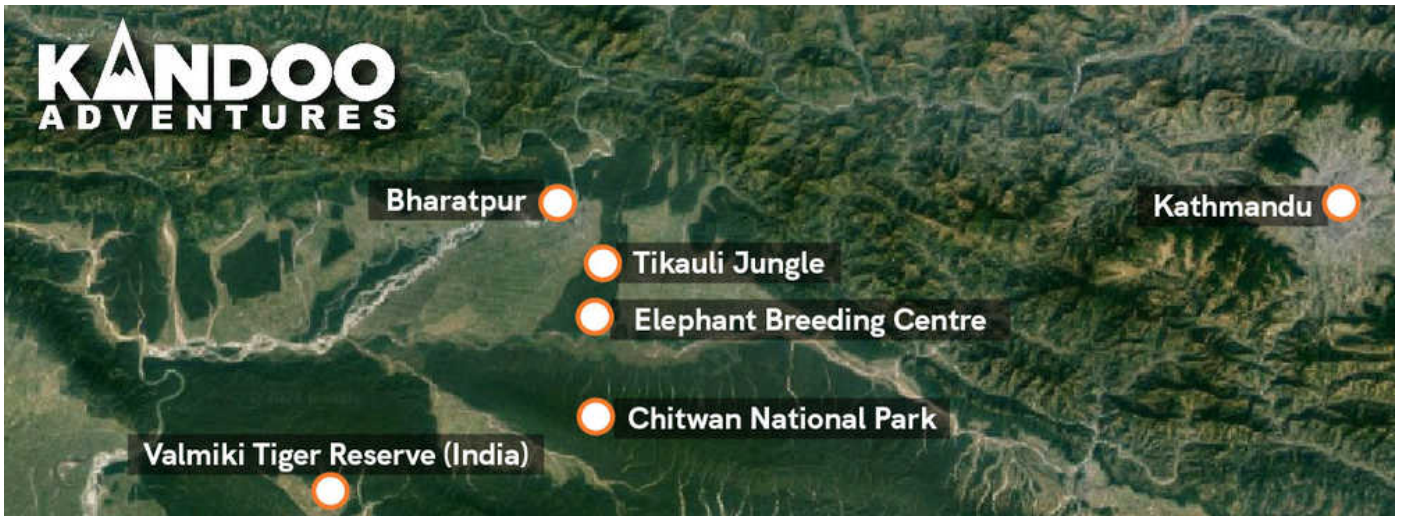 KANDOO
ADVENTURES
Bharatpur
Kathmandu
Tikauli Jungle
Elephant Breeding Centre
Chitwan National Park
Valmiki Tiger Reserve (India)